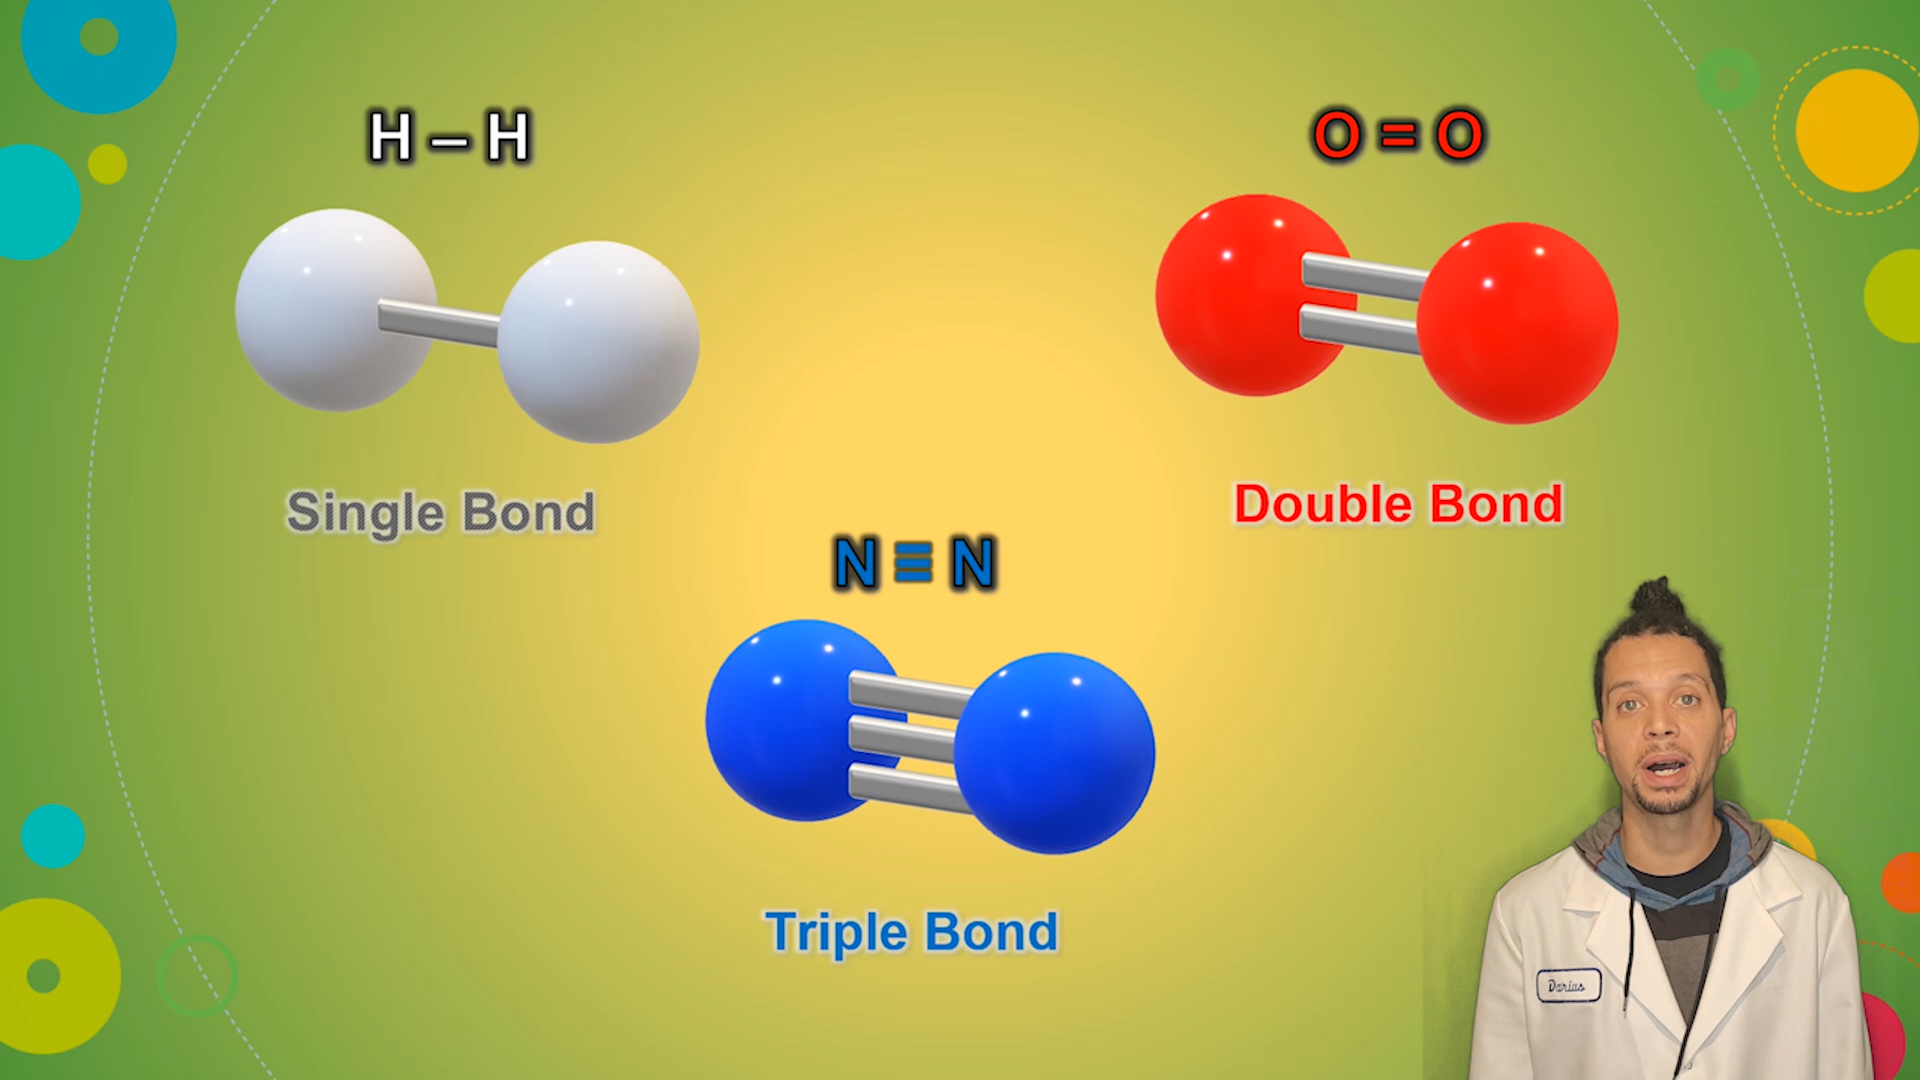 H – H
O = O
Single Bond
Double Bond
N ≡ N
Triple Bond
Darius